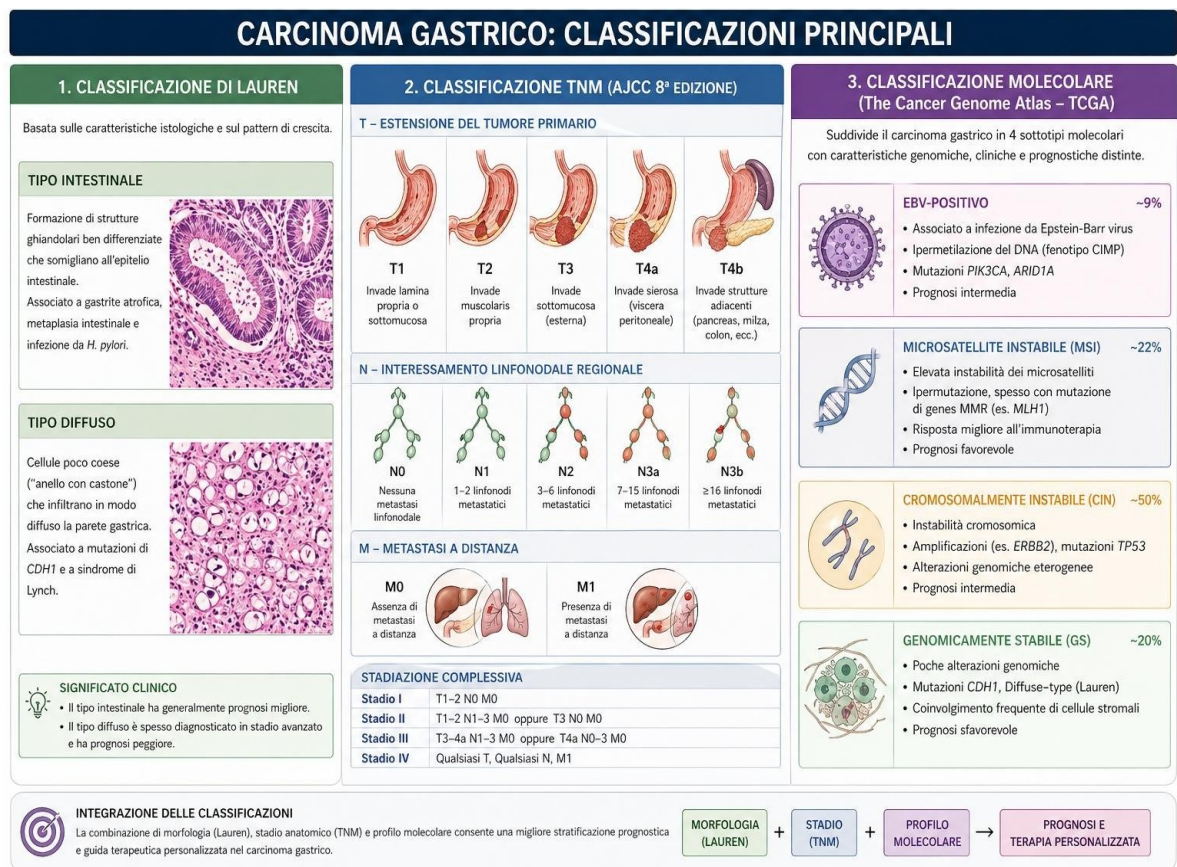 CARCINOMA GASTRICO: CLASSIFICAZIONI PRINCIPALI
1. CLASSIFICAZIONE DI LAUREN
Basata sulle caratteristiche istologiche e sul pattern di crescita.
TIPO INTESTINALE
Formazione di strutture
ghiandolari ben differenziate
che somigliano all'epitelio
intestinale.
Associato a gastrite atrofica,
metaplasia intestinale e
infezione da H. pylori.
TIPO DIFFUSO
Cellule poco coese
("anello con castone")
che infiltrano in modo
diffuso la parete gastrica.
Associato a mutazioni di
CDH1 e a sindrome di
Lynch.
SIGNIFICATO CLINICO
• Il tipo intestinale ha generalmente prognosi migliore.
• Il tipo diffuso è spesso diagnosticato in stadio avanzato
e ha prognosi peggiore.
2. CLASSIFICAZIONE TNM (AJCC 8ª EDIZIONE)
T – ESTENSIONE DEL TUMORE PRIMARIO
T1
Invade lamina
propria o
sottomucosa
T2
Invade
muscolaris
propria
T3
Invade
sottomucosa
(esterna)
T4a
Invade sierosa
(viscera
peritoneale)
T4b
Invade strutture
adiacenti
(pancreas, milza,
colon, ecc.)
N – INTERESSAMENTO LINFONODALE REGIONALE
N0
Nessuna
metastasi
linfonodale
N1
1–2 linfonodi
metastatici
N2
3–6 linfonodi
metastatici
N3a
7–15 linfonodi
metastatici
N3b
≥16 linfonodi
metastatici
M – METASTASI A DISTANZA
M0
Assenza di
metastasi
a distanza
M1
Presenza di
metastasi
a distanza
STADIAZIONE COMPLESSIVA
Stadio I T1–2 N0 M0
Stadio II T1–2 N1–3 M0 oppure T3 N0 M0
Stadio III T3–4a N1–3 M0 oppure T4a N0–3 M0
Stadio IV Qualsiasi T, Qualsiasi N, M1
3. CLASSIFICAZIONE MOLECOLARE
(The Cancer Genome Atlas – TCGA)
Suddivide il carcinoma gastrico in 4 sottotipi molecolari
con caratteristiche genomiche, cliniche e prognostiche distinte.
EBV-POSITIVO ~9%
• Associato a infezione da Epstein-Barr virus
• Ipermetilazione del DNA (fenotipo CIMP)
• Mutazioni PIK3CA, ARID1A
• Prognosi intermedia
MICROSATELLITE INSTABILE (MSI) ~22%
• Elevata instabilità dei microsatelliti
• Ipermutazione, spesso con mutazione
di genes MMR (es. MLH1)
• Risposta migliore all'immunoterapia
• Prognosi favorevole
CROMOSOMALMENTE INSTABILE (CIN) ~50%
• Instabilità cromosomica
• Amplificazioni (es. ERBB2), mutazioni TP53
• Alterazioni genomiche eterogenee
• Prognosi intermedia
GENOMICAMENTE STABILE (GS) ~20%
• Poche alterazioni genomiche
• Mutazioni CDH1, Diffuse–type (Lauren)
• Coinvolgimento frequente di cellule stromali
• Prognosi sfavorevole
INTEGRAZIONE DELLE CLASSIFICAZIONI
La combinazione di morfologia (Lauren), stadio anatomico (TNM) e profilo molecolare consente una migliore stratificazione prognostica
e guida terapeutica personalizzata nel carcinoma gastrico.
MORFOLOGIA
(LAUREN)
+
STADIO
(TNM)
+
PROFILO
MOLECOLARE
→
PROGNOSI E
TERAPIA PERSONALIZZATA